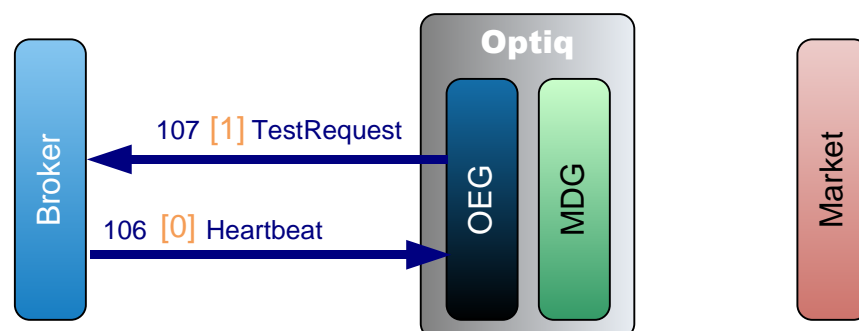 Optiq
107 [1] TestRequest
106 [0] Heartbeat
Broker
OEG
MDG
Market